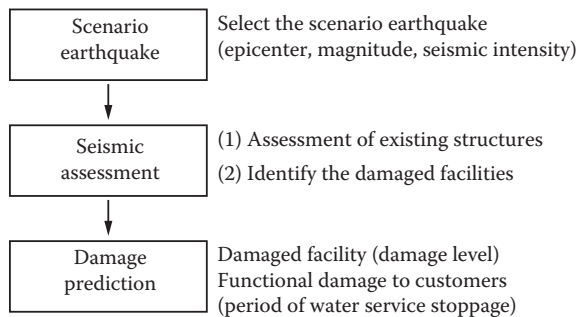 Scenario
earthquake
Select the scenario earthquake
(epicenter, magnitude, seismic intensity)
Seismic
assessment
(1) Assessment of existing structures
(2) Identify the damaged facilities
Damage
prediction
Damaged facility (damage level)
Functional damage to customers
(period of water service stoppage)